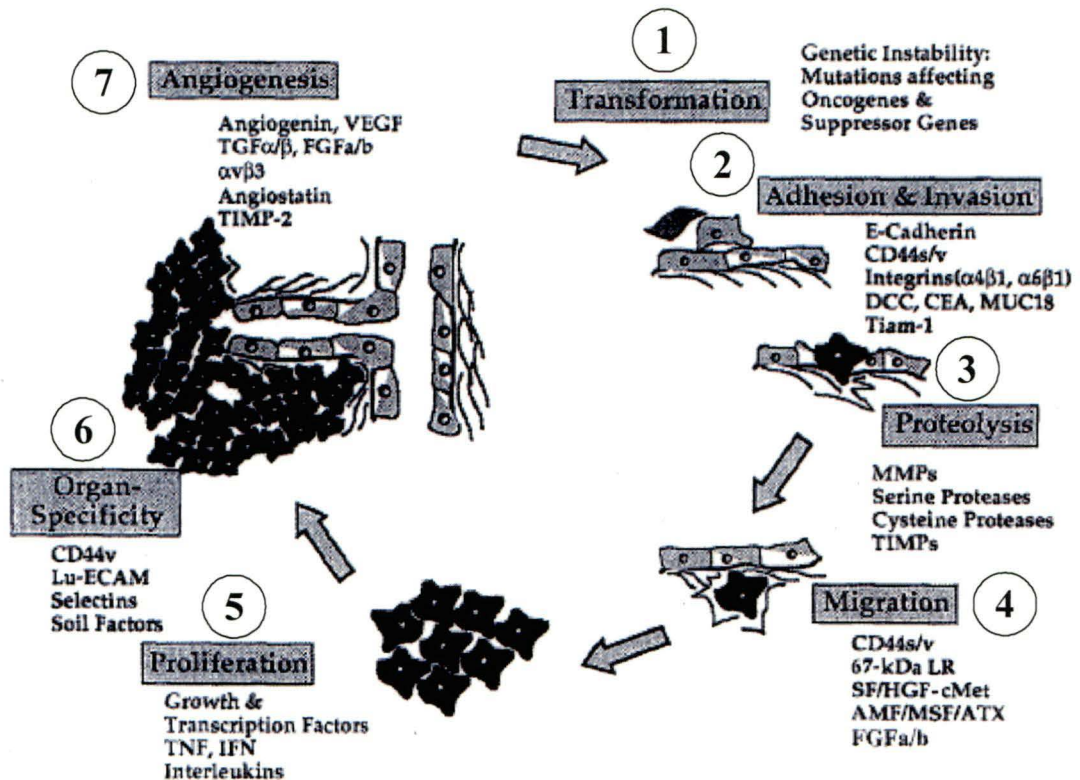 1
Transformation
Genetic Instability:
Mutations affecting
Oncogenes &
Suppressor Genes
2
Adhesion & Invasion
E-Cadherin
CD44s/v
Integrins(α4β1, α6β1)
DCC, CEA, MUC18
Tiam-1
3
Proteolysis
MMPs
Serine Proteases
Cysteine Proteases
TIMPs
4
Migration
CD44s/v
67-kDa LR
SF/HGF-cMet
AMF/MSF/ATX
FGFa/b
5
Proliferation
Growth &
Transcription Factors
TNF, IFN
Interleukins
6
Organ-
Specificity
CD44v
Lu-ECAM
Selectins
Soil Factors
7
Angiogenesis
Angiogenin, VEGF
TGFα/β, FGFa/b
αvβ3
Angiostatin
TIMP-2